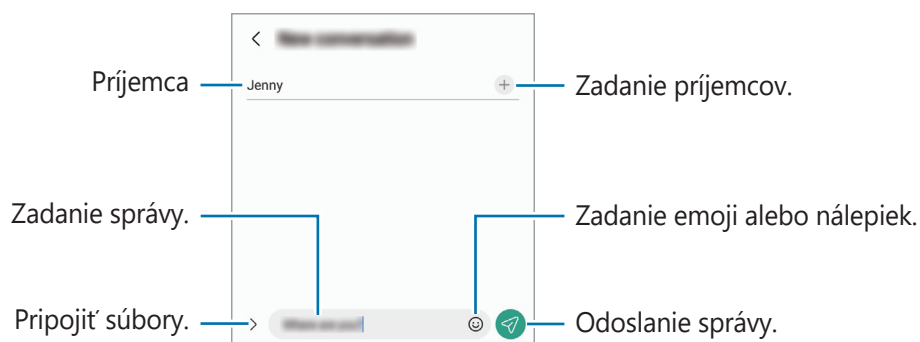 Príjemca
Jenny
Zadanie príjemcov.
Zadanie správy.
Zadanie emoji alebo nálepiek.
Pripojiť súbory.
Odoslanie správy.